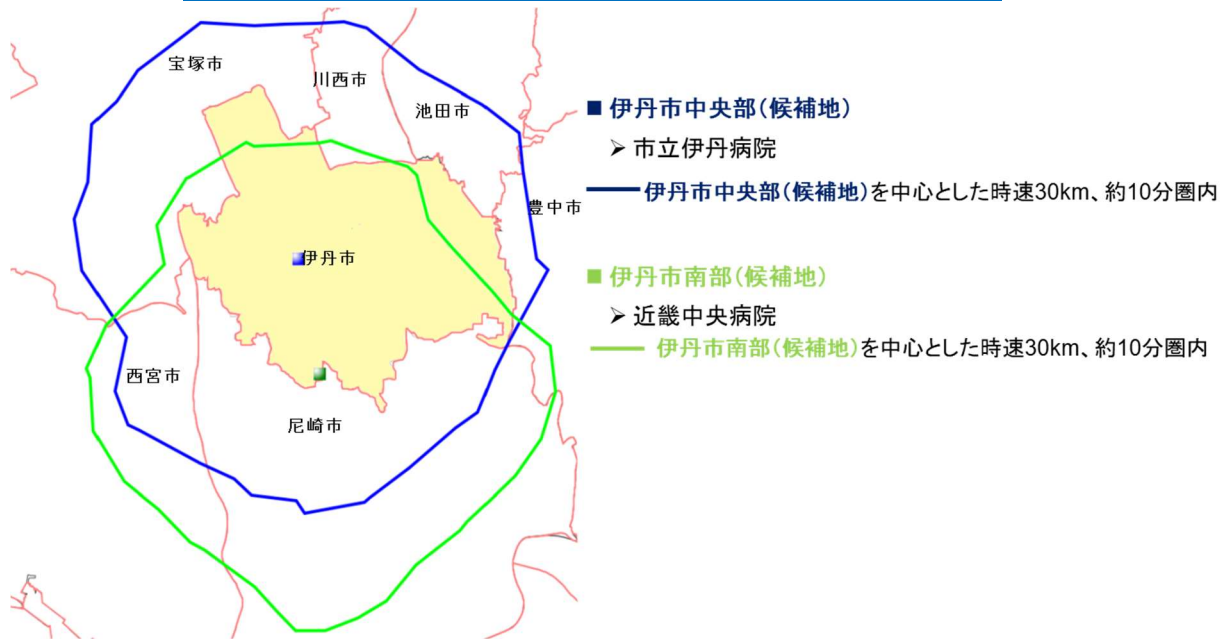 宝塚市
川西市
池田市
豊中市
伊丹市
西宮市
尼崎市
■ 伊丹市中央部(候補地)
➢ 市立伊丹病院
伊丹市中央部(候補地)を中心とした時速30km、約10分圏内
■ 伊丹市南部(候補地)
➢ 近畿中央病院
伊丹市南部(候補地)を中心とした時速30km、約10分圏内